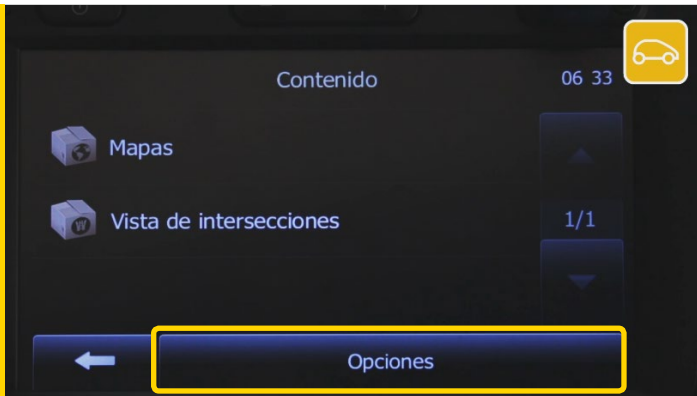 Contenido
06 33
Mapas
Vista de intersecciones
1/1
Opciones